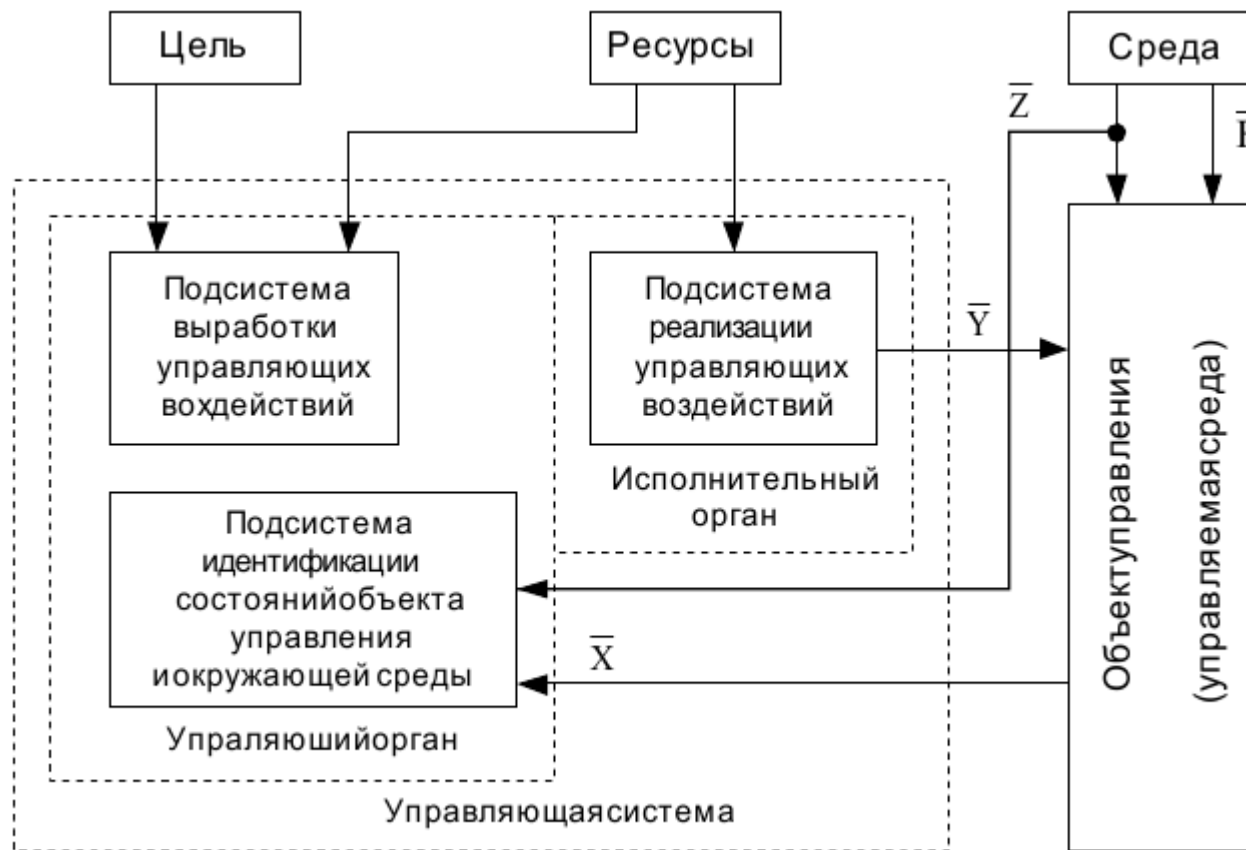 Цель
Ресурсы
Среда
Z
Подсистема
выработки
управляющих
вохдействий
Подсистема
реализации
управляющих
воздействий
Y
Исполнительный
орган
Объектуправления
(управляемаясреда)
Подсистема
идентификации
состоянийобъекта
управления
иокружающей среды
X
Упраляюшийорган
Управляющаясистема